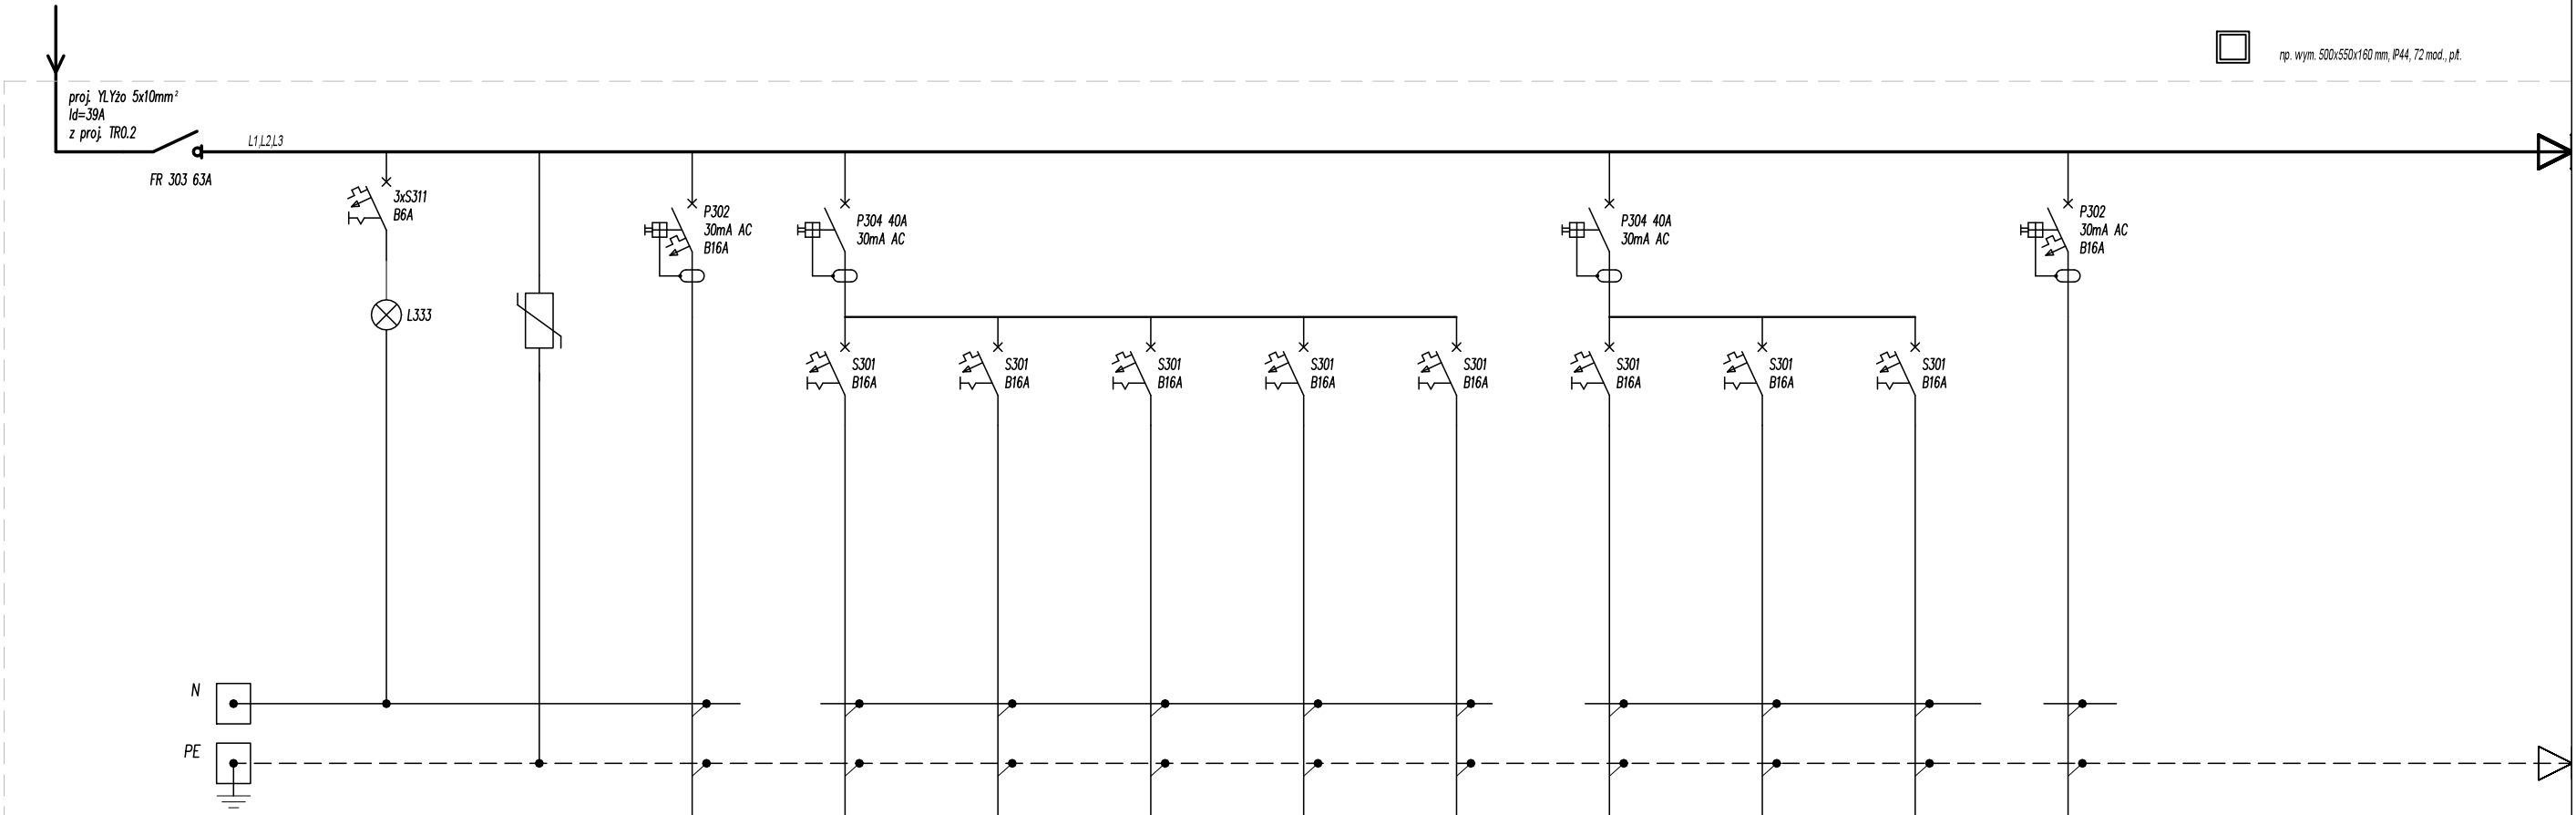 np. wym. 500x550x160 mm, IP44, 72 mod., p/t.
proj. YLYżo 5x10mm²
Id=39A
z proj. TR0.2
L1,L2,L3
FR 303 63A
3xS311
B6A
L333
P302
30mA AC
B16A
P304 40A
30mA AC
P304 40A
30mA AC
P302
30mA AC
B16A
S301
B16A
S301
B16A
S301
B16A
S301
B16A
S301
B16A
S301
B16A
S301
B16A
S301
B16A
N
PE